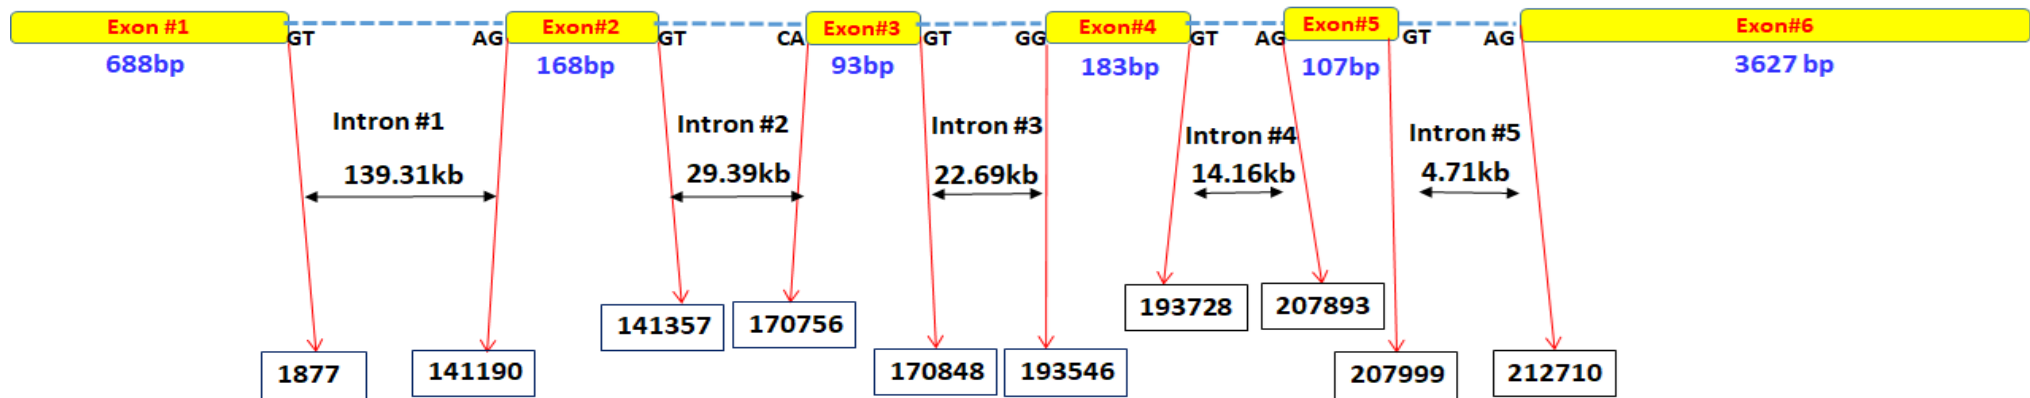 Exon #1 Exon#2 Exon#3 Exon#4 Exon#5 Exon#6
GT AG GT CA GT GG GT AG GT AG
688bp 168bp 93bp 183bp 107bp 3627 bp
Intron #1 Intron #2 Intron #3 Intron #4 Intron #5
139.31kb 29.39kb 22.69kb 14.16kb 4.71kb
193728 207893
141357 170756
1877 141190 170848 193546 207999 212710